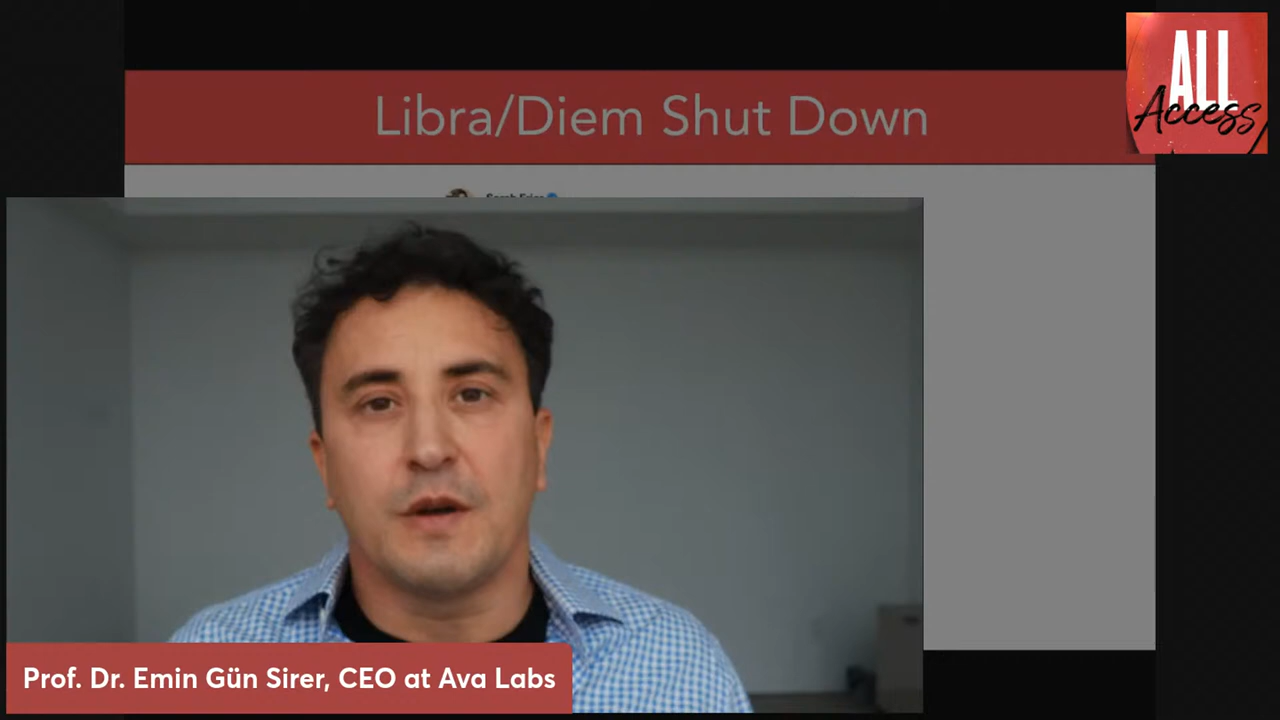 Libra/Diem Shut Down
ALL
Access
Prof. Dr. Emin Gün Sirer, CEO at Ava Labs